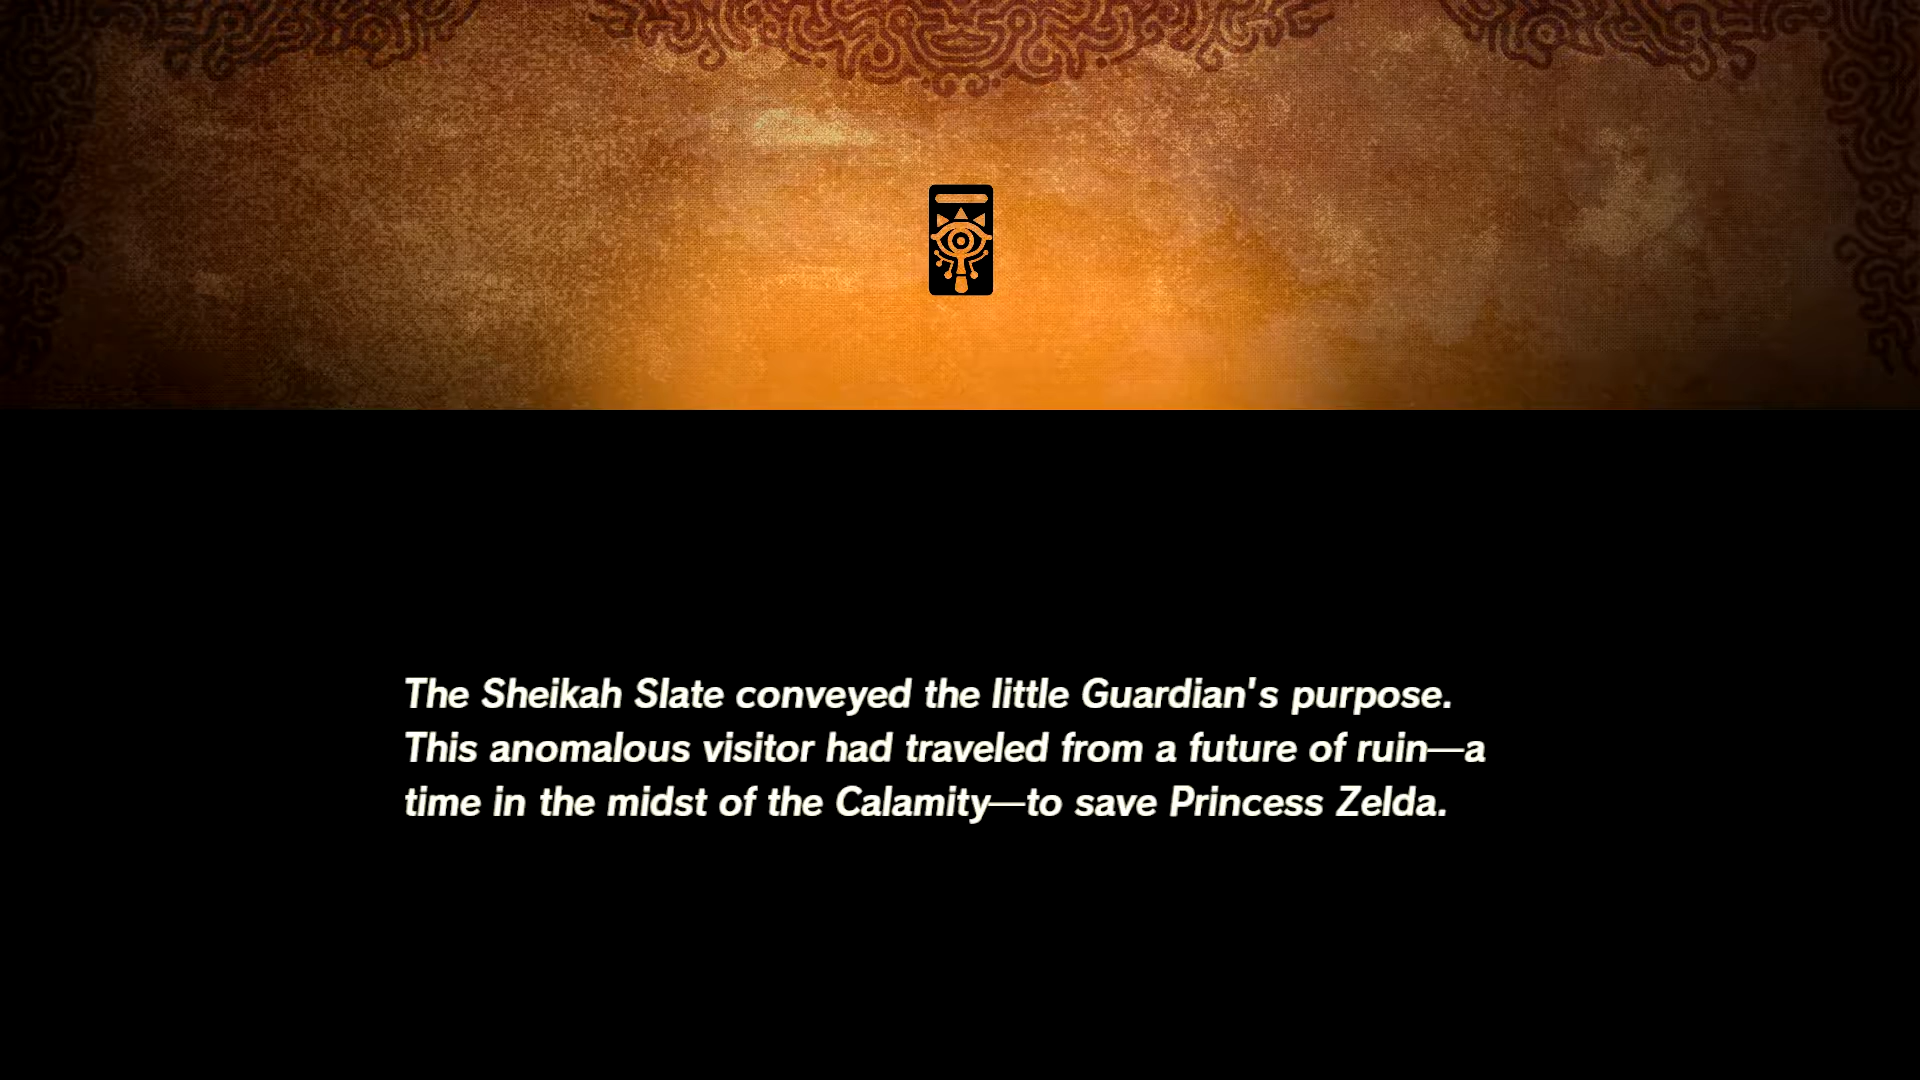 The Sheikah Slate conveyed the little Guardian's purpose.
This anomalous visitor had traveled from a future of ruin—a
time in the midst of the Calamity—to save Princess Zelda.